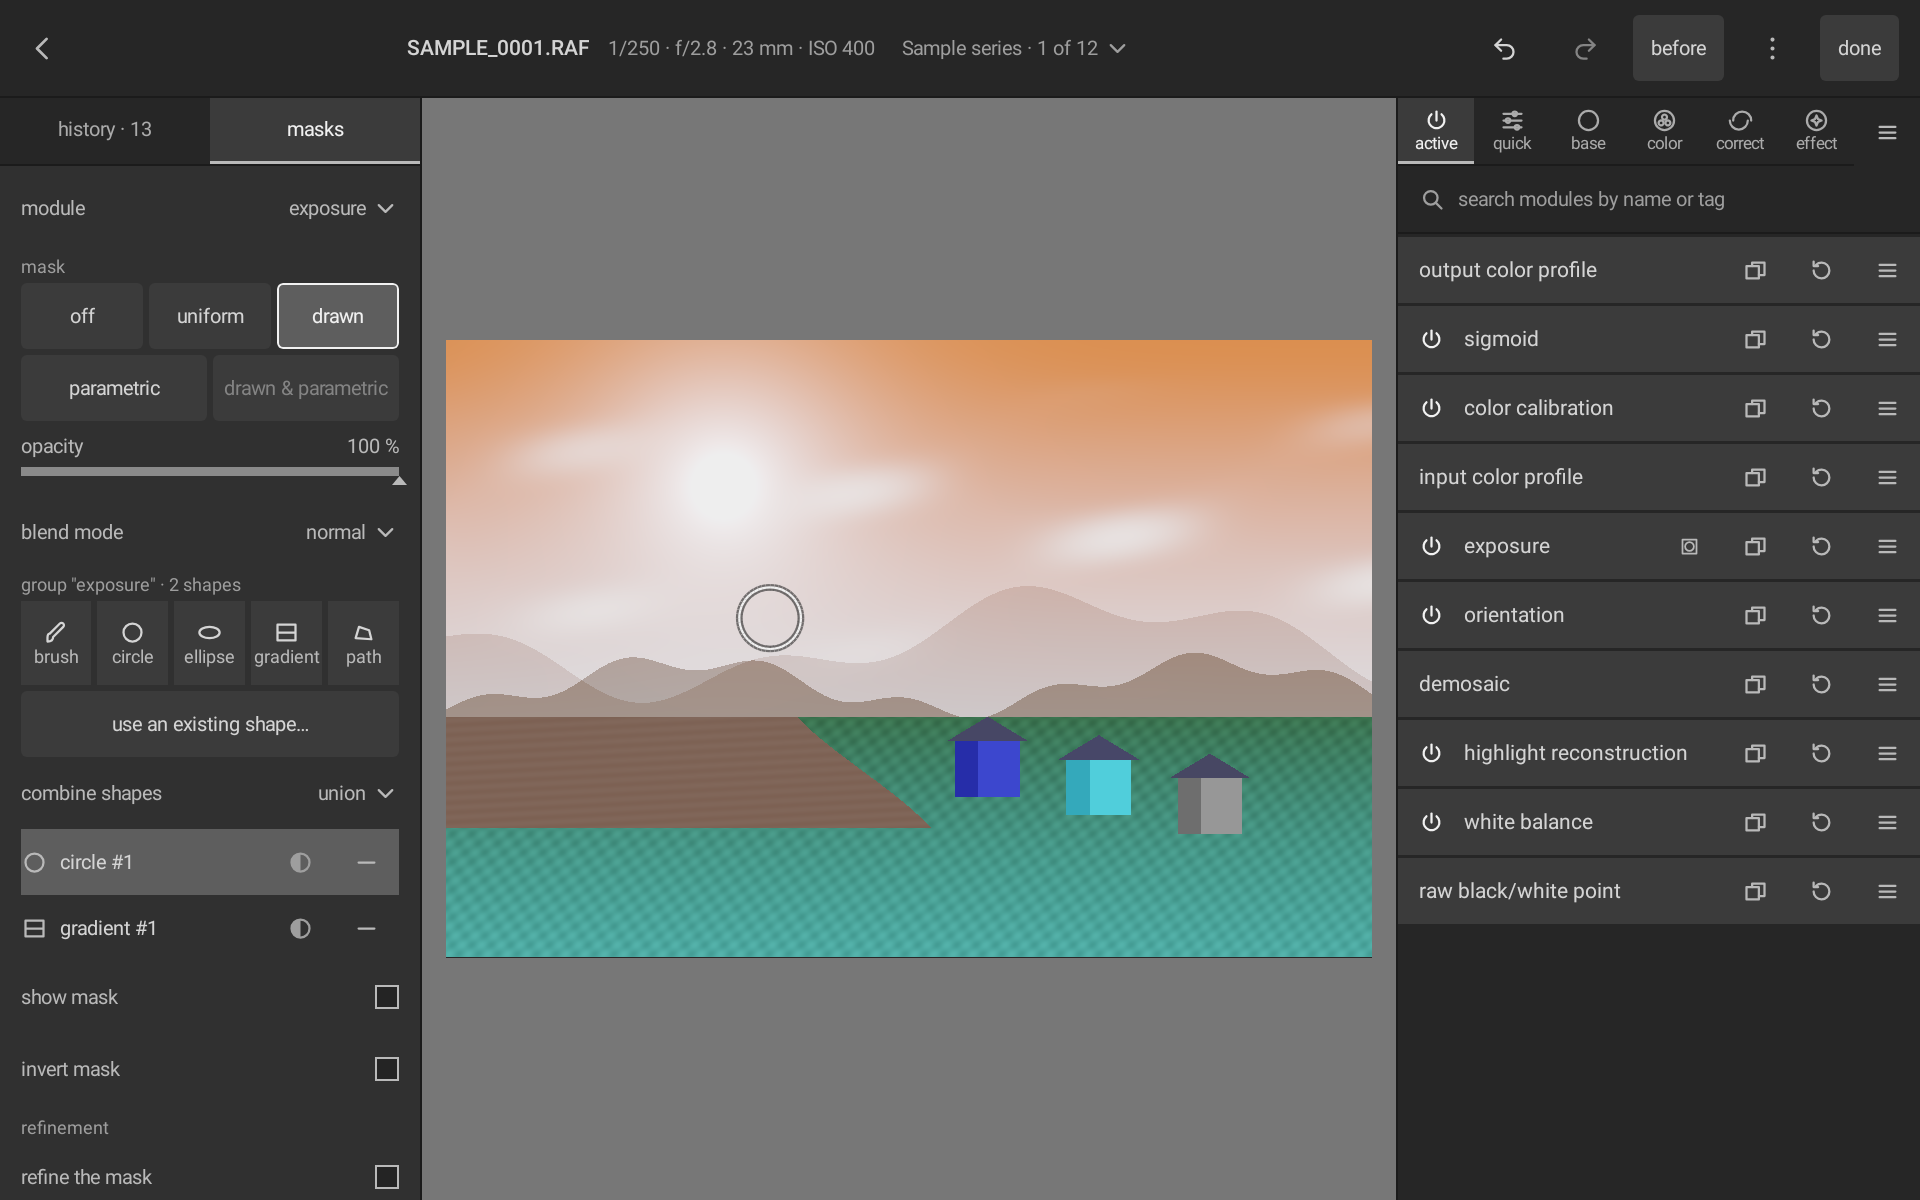 SAMPLE_0001.RAF 1/250 · f/2.8 · 23 mm · ISO 400 Sample series · 1 of 12
before
done
history · 13
masks
module exposure
mask
off uniform drawn
parametric drawn & parametric
opacity 100 %
blend mode normal
group "exposure" · 2 shapes
brush circle ellipse gradient path
use an existing shape...
combine shapes union
circle #1
gradient #1
show mask
invert mask
refinement
refine the mask
active quick base color correct effect
search modules by name or tag
output color profile
sigmoid
color calibration
input color profile
exposure
orientation
demosaic
highlight reconstruction
white balance
raw black/white point